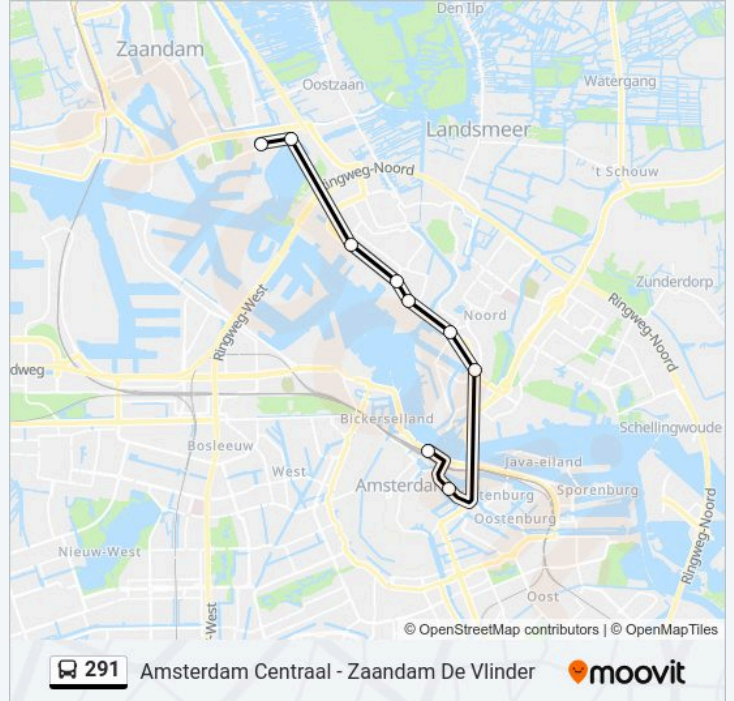 Den Ilp
Zaandam
Oostzaan
Watergang
Landsmeer
't Schouw
Ringweg-Noord
Zunderdorp
Ringweg-West
Noord
Ringweg-Noord
dweg
Bickerseiland
Schellingwoude
Bosleeuw
West
Java-eiland
Amsterda
tenburg
Sporenburg
Oostenburg
Ringweg-Noord
Nieuw-West
Oost
-West
© OpenStreetMap contributors | © OpenMapTiles
291 Amsterdam Centraal - Zaandam De Vlinder moovit